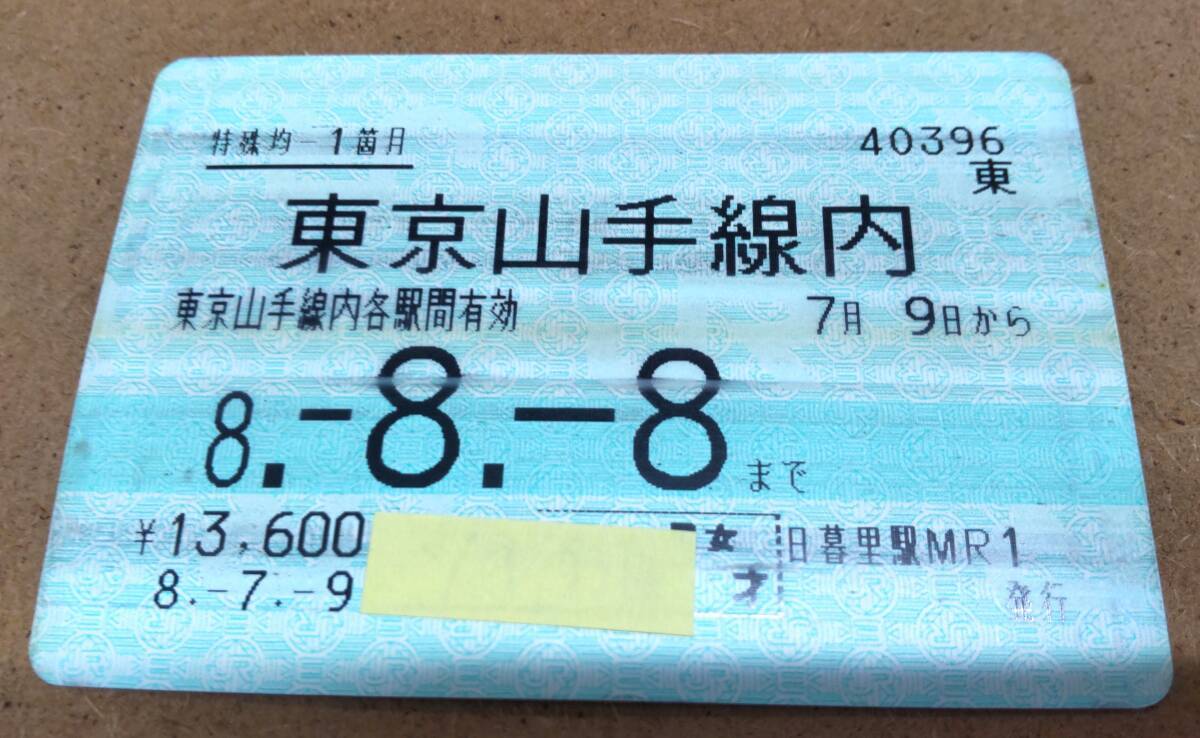 特殊均一1箇月
40396
東
東京山手線内
東京山手線内各駅間有効
7月 9日から
8.-8.-8まで
¥13,600
女
才
日暮里駅MR1
8.-7.-9
発行